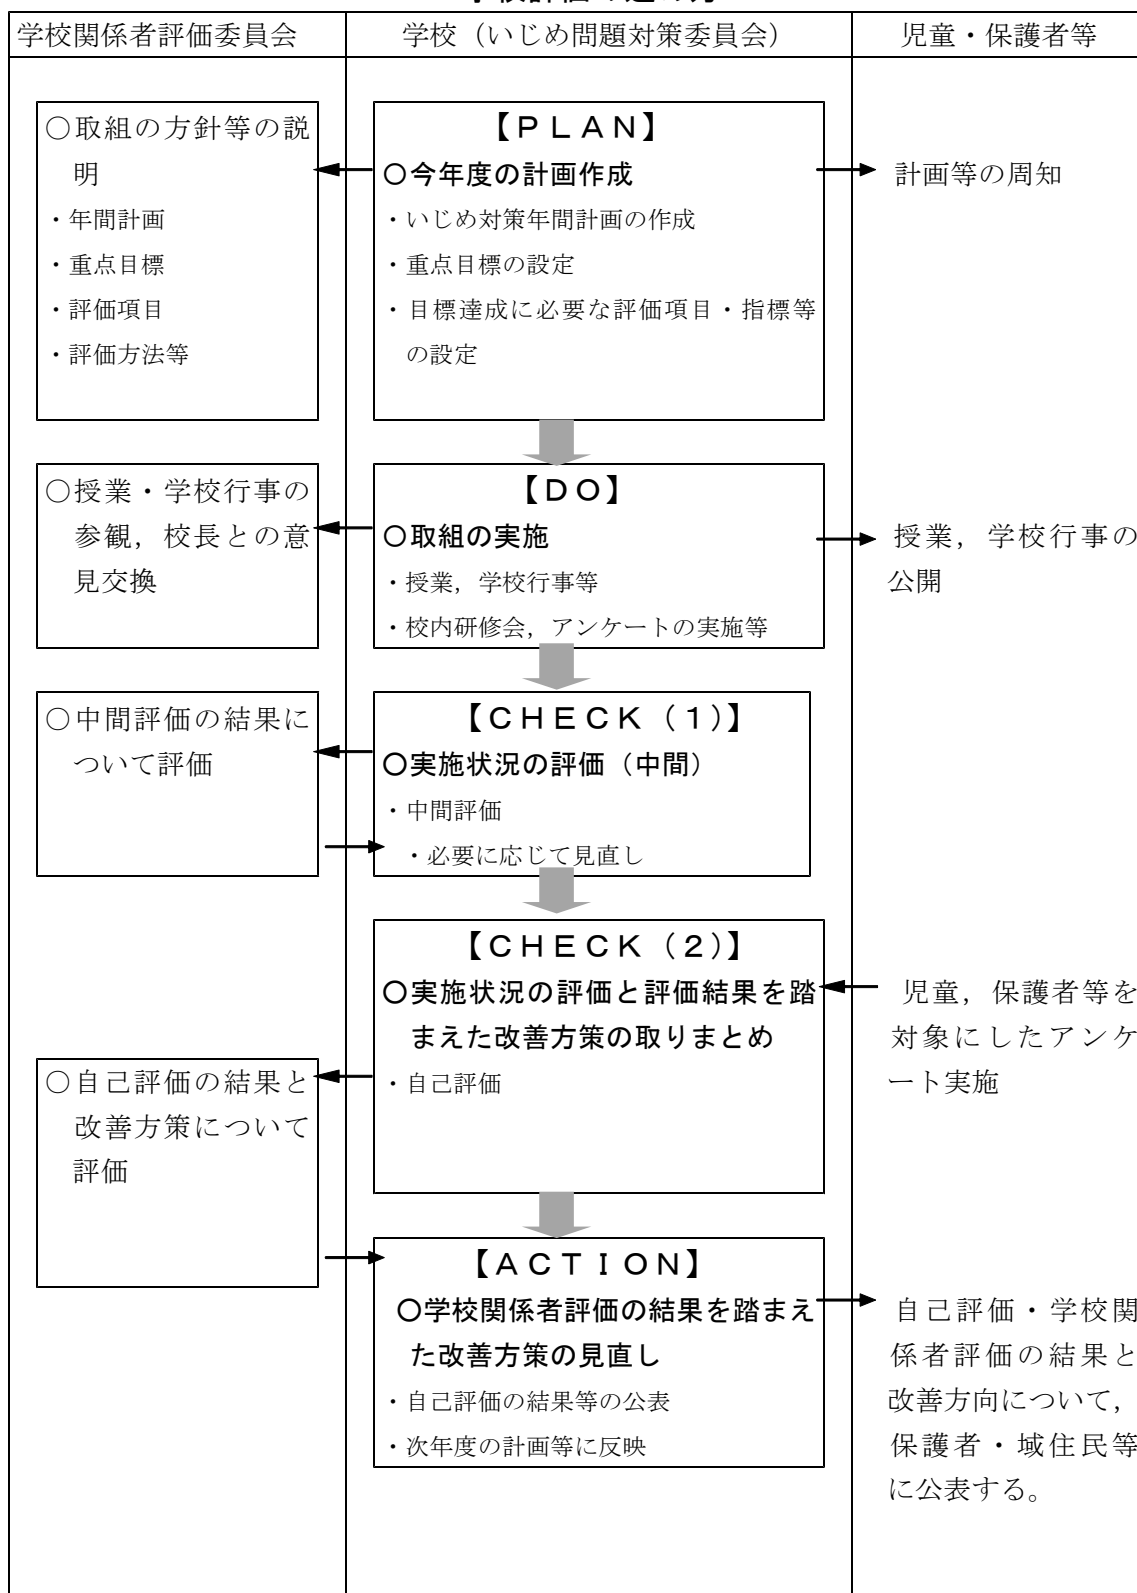 学校関係者評価委員会
学校（いじめ問題対策委員会）
児童・保護者等
○取組の方針等の説
明
・年間計画
・重点目標
・評価項目
・評価方法等
【ＰＬＡＮ】
○今年度の計画作成
・いじめ対策年間計画の作成
・重点目標の設定
・目標達成に必要な評価項目・指標等
の設定
計画等の周知
○授業・学校行事の
参観，校長との意
見交換
【ＤＯ】
○取組の実施
・授業，学校行事等
・校内研修会，アンケートの実施等
授業，学校行事の
公開
○中間評価の結果に
ついて評価
【ＣＨＥＣＫ（１）】
○実施状況の評価（中間）
・中間評価
・必要に応じて見直し
【ＣＨＥＣＫ（２）】
○実施状況の評価と評価結果を踏
まえた改善方策の取りまとめ
・自己評価
児童，保護者等を
対象にしたアンケ
ート実施
○自己評価の結果と
改善方策について
評価
【ＡＣＴＩＯＮ】
○学校関係者評価の結果を踏まえ
た改善方策の見直し
・自己評価の結果等の公表
・次年度の計画等に反映
自己評価・学校関
係者評価の結果と
改善方向について，
保護者・域住民等
に公表する。